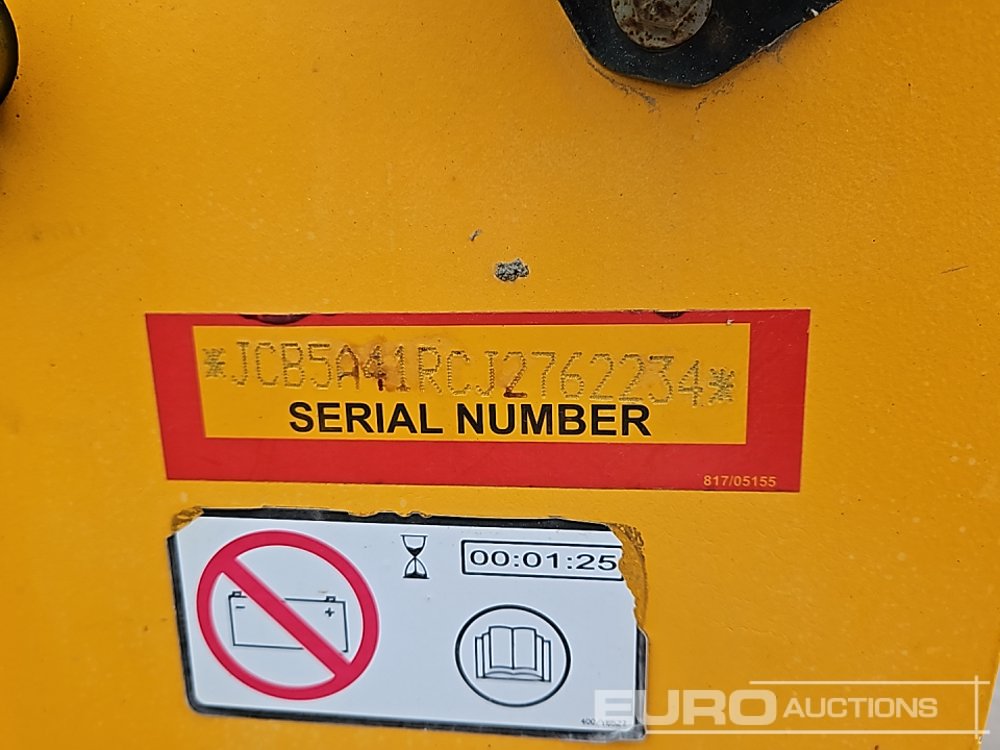 *JCB5A41RCJ2762234*
SERIAL NUMBER
817/05155
00:01:25
- +
EURO AUCTIONS